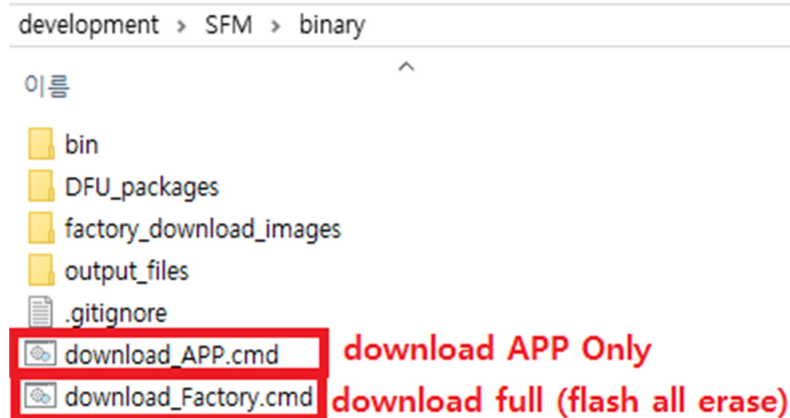 development > SFM > binary
이름
bin
DFU_packages
factory_download_images
output_files
.gitignore
download_APP.cmd download APP Only
download_Factory.cmd download full (flash all erase)